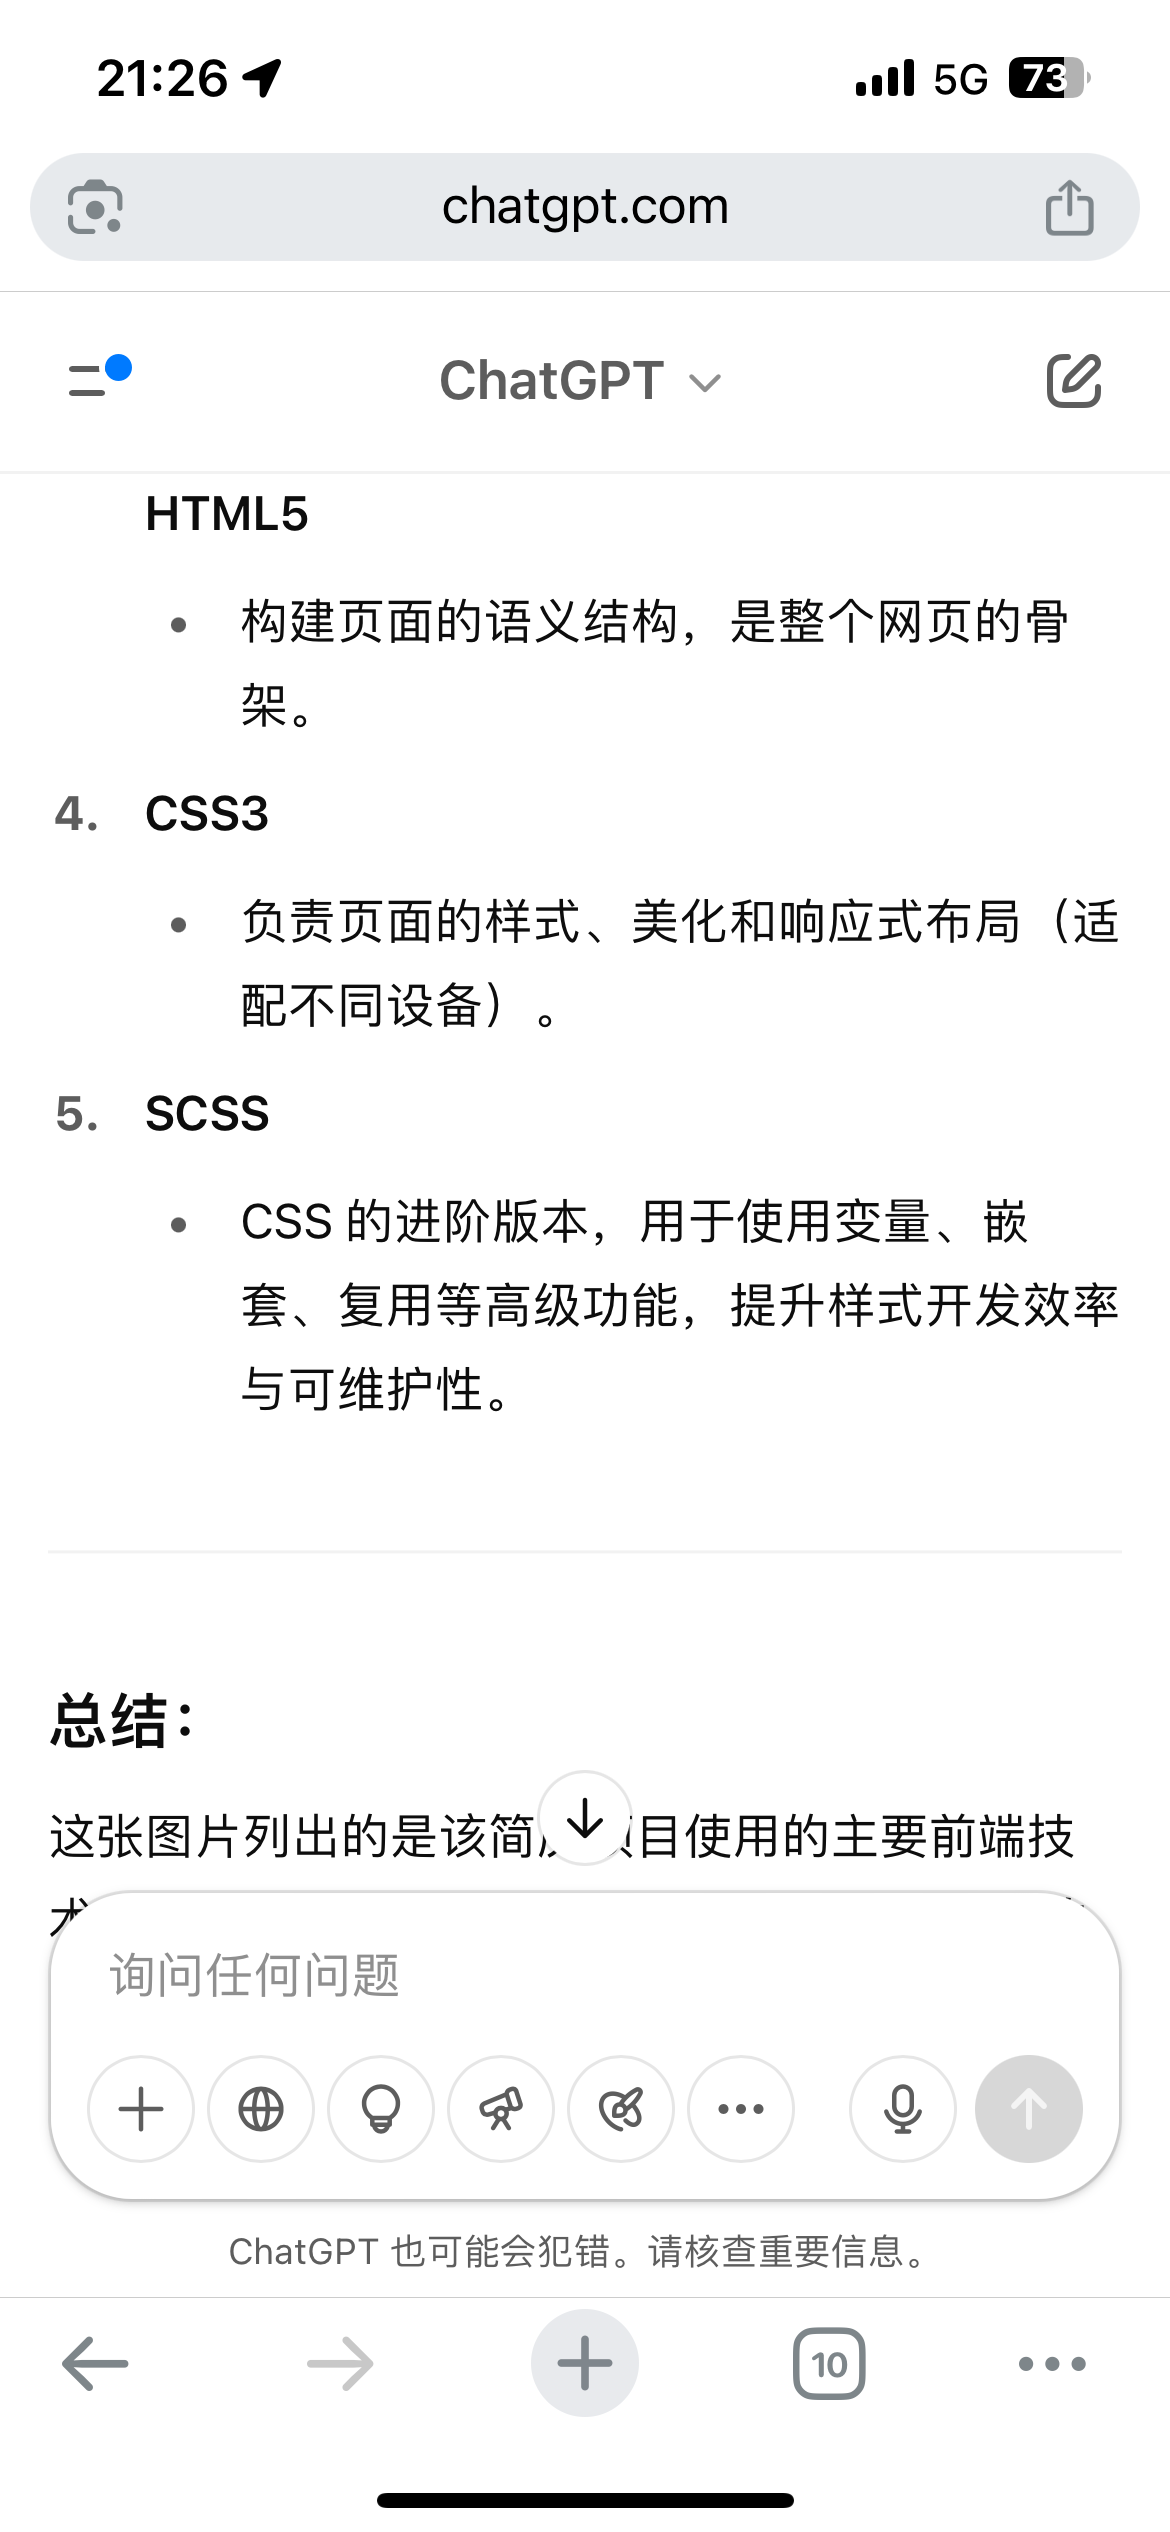 21:26
5G 73
chatgpt.com
ChatGPT
HTML5
• 构建页面的语义结构，是整个网页的骨
架。
4. CSS3
• 负责页面的样式、美化和响应式布局（适
配不同设备）。
5. SCSS
• CSS 的进阶版本，用于使用变量、嵌
套、复用等高级功能，提升样式开发效率
与可维护性。
总结：
这张图片列出的是该简 目使用的主要前端技
询问任何问题
ChatGPT 也可能会犯错。请核查重要信息。
10